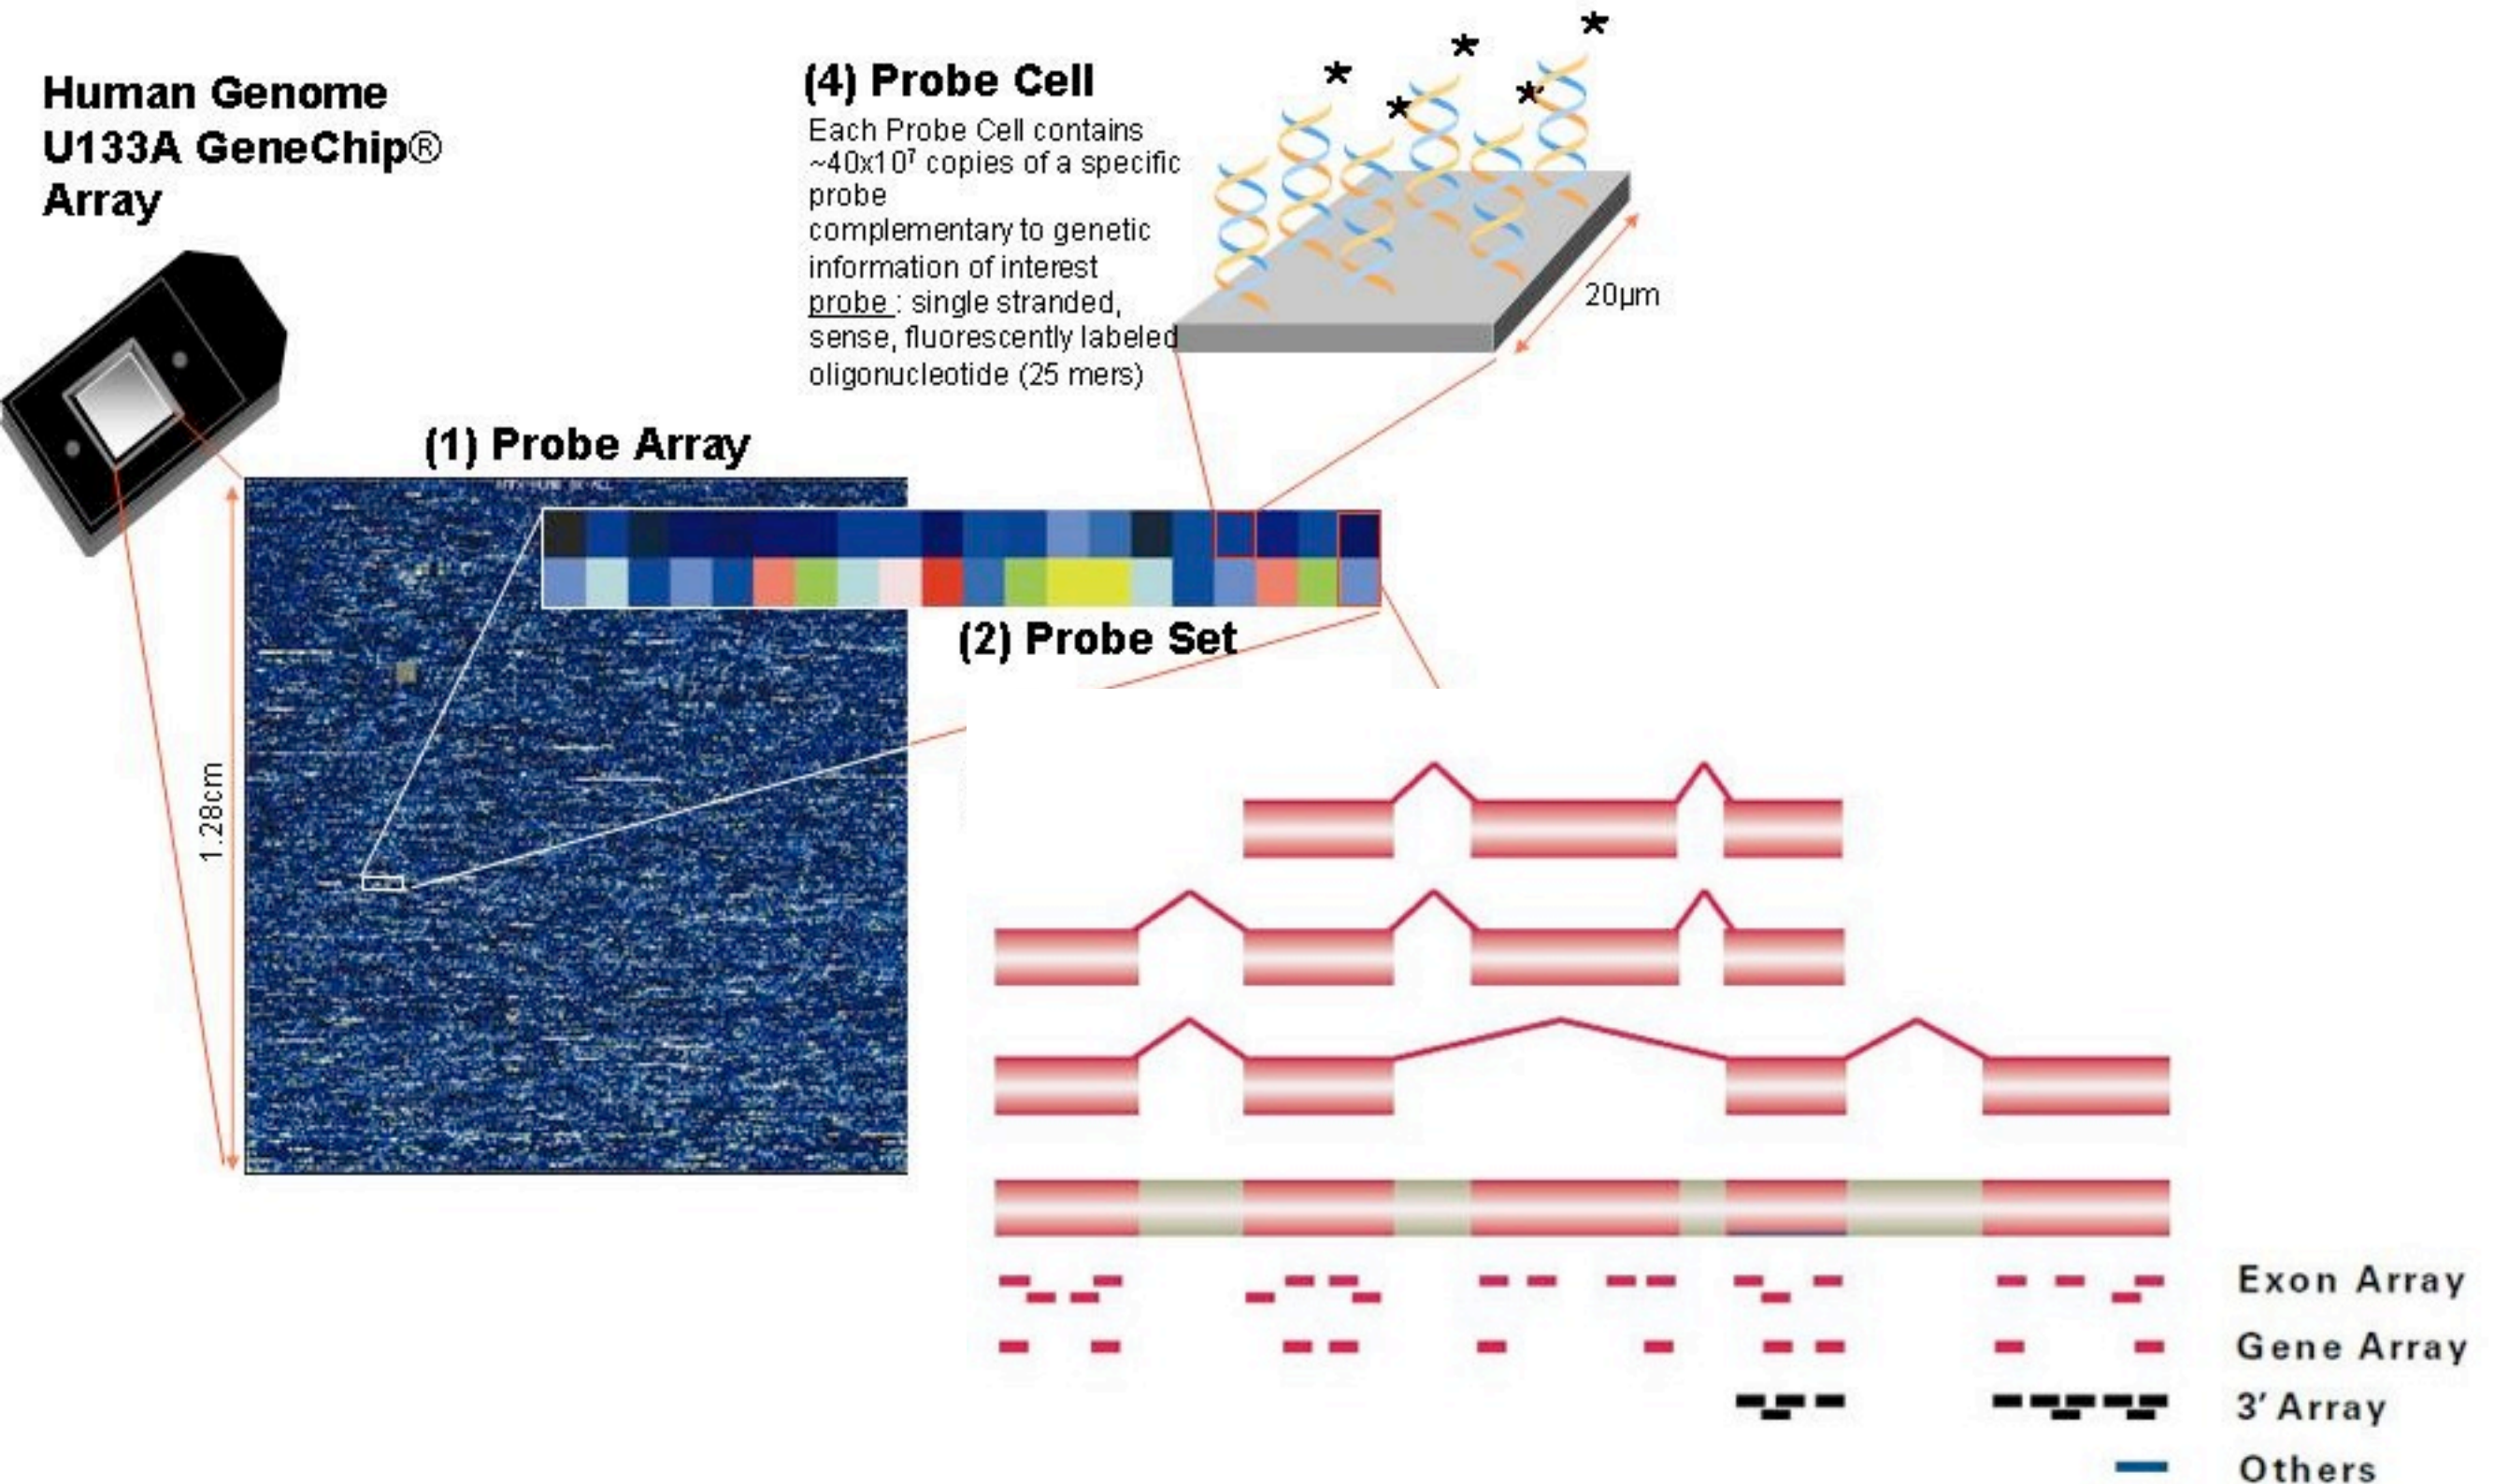 Human Genome
U133A GeneChip®
Array
(4) Probe Cell
Each Probe Cell contains
~40x10⁷ copies of a specific
probe
complementary to genetic
information of interest
probe : single stranded,
sense, fluorescently labeled
oligonucleotide (25 mers)
*
*
*
*
*
20µm
(1) Probe Array
1.28cm
(2) Probe Set
Exon Array
Gene Array
3' Array
Others